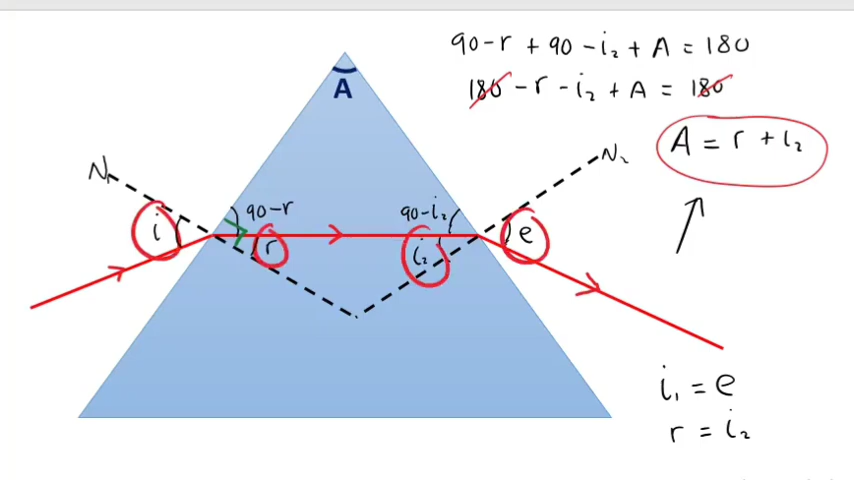 90 - r + 90 - i₂ + A = 180
180 - r - i₂ + A = 180
A = r + i₂
A
N₁
N₂
90 - r
90 - i₂
i
r
i₂
e
i₁ = e
r = i₂